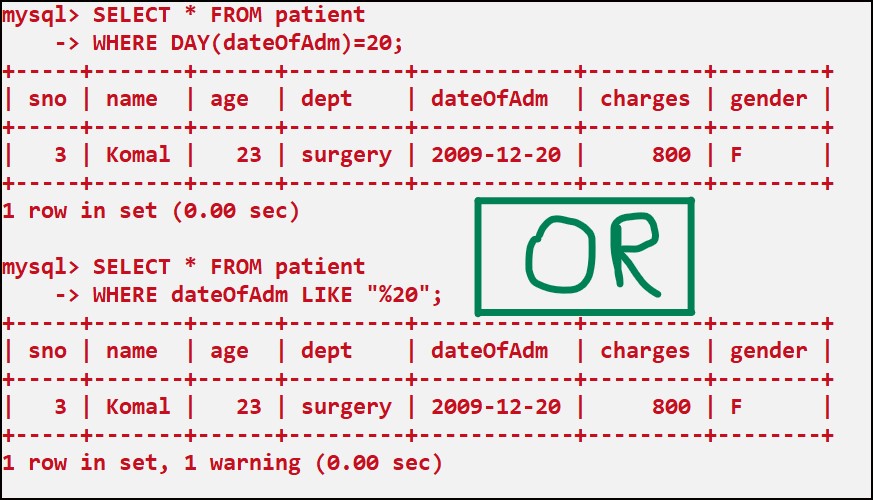 mysql> SELECT * FROM patient
    -> WHERE DAY(dateOfAdm)=20;
+-----+-------+------+---------+------------+---------+--------+
| sno | name  | age  | dept    | dateOfAdm  | charges | gender |
+-----+-------+------+---------+------------+---------+--------+
|   3 | Komal |   23 | surgery | 2009-12-20 |     800 | F      |
+-----+-------+------+---------+------------+---------+--------+
1 row in set (0.00 sec)
OR
mysql> SELECT * FROM patient
    -> WHERE dateOfAdm LIKE "%20";
+-----+-------+------+---------+------------+---------+--------+
| sno | name  | age  | dept    | dateOfAdm  | charges | gender |
+-----+-------+------+---------+------------+---------+--------+
|   3 | Komal |   23 | surgery | 2009-12-20 |     800 | F      |
+-----+-------+------+---------+------------+---------+--------+
1 row in set, 1 warning (0.00 sec)